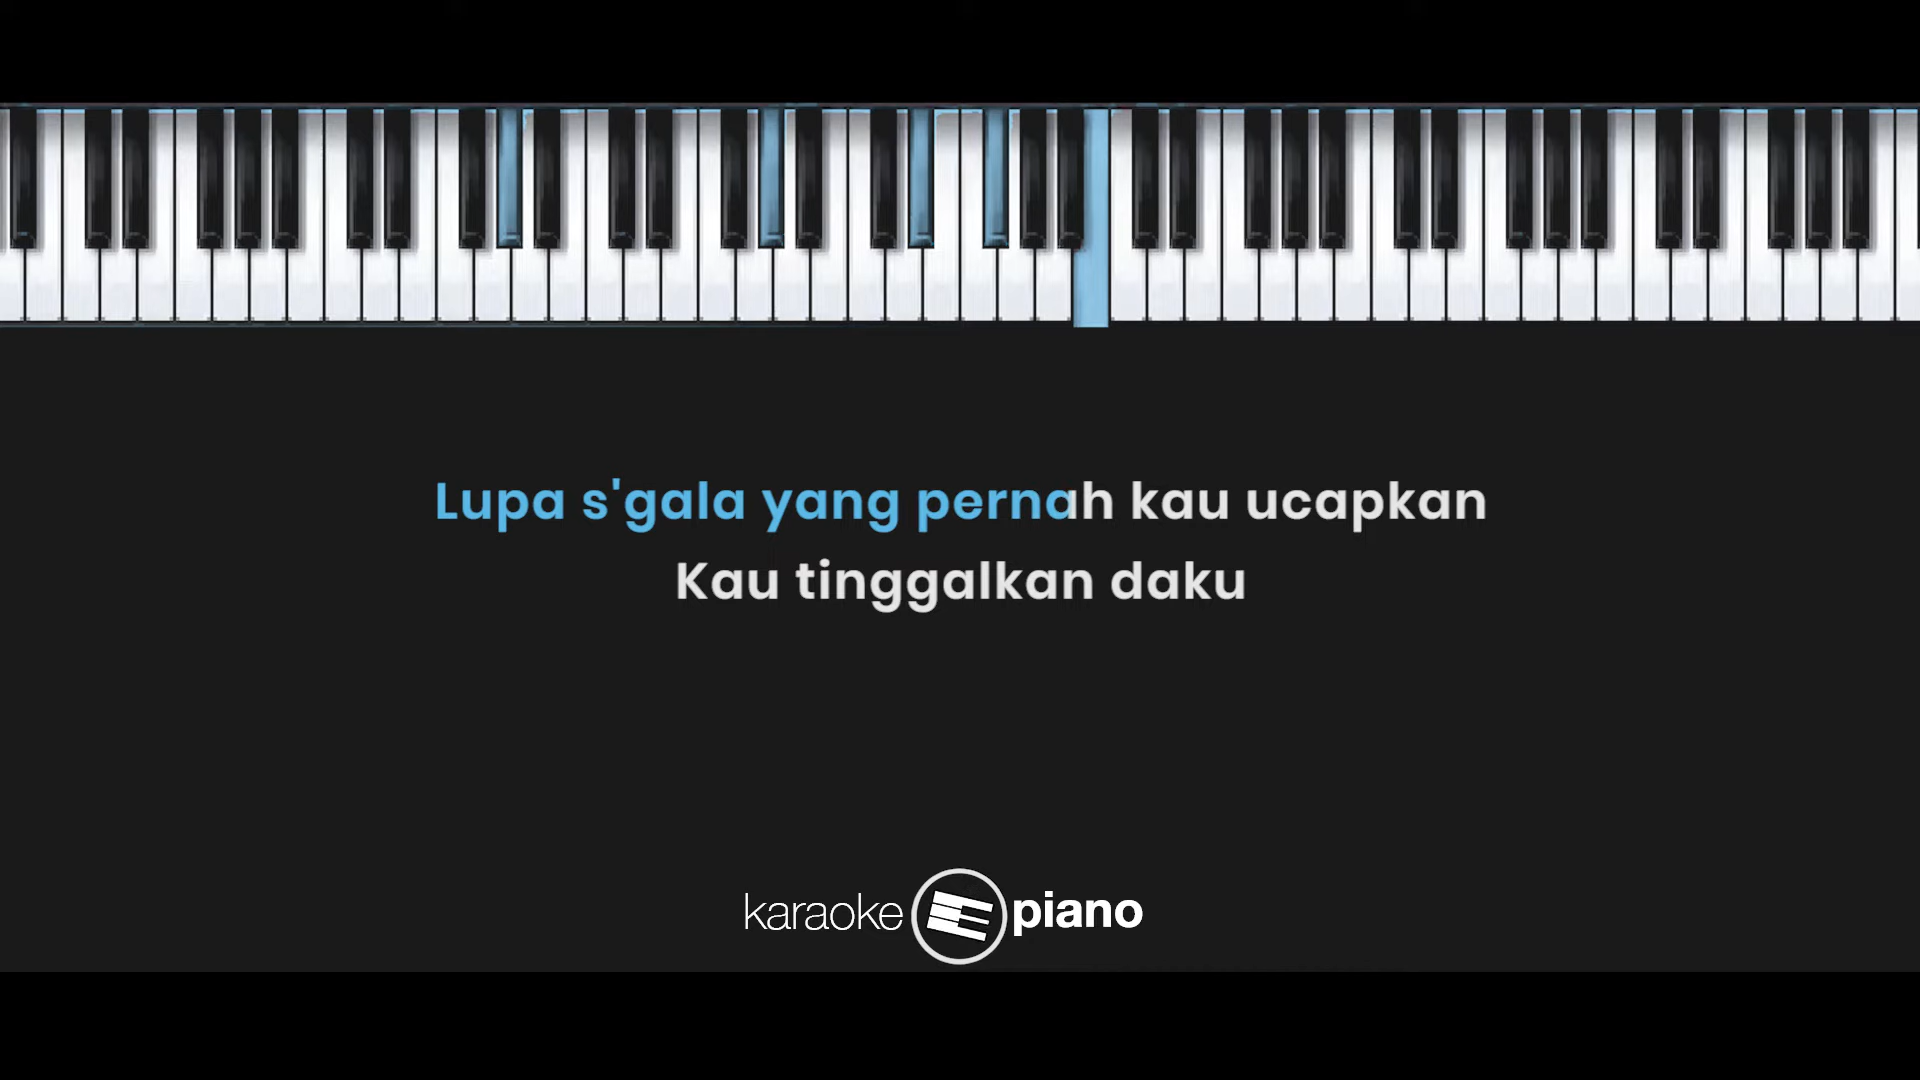 Lupa s'gala yang pernah kau ucapkan
Kau tinggalkan daku
karaoke piano